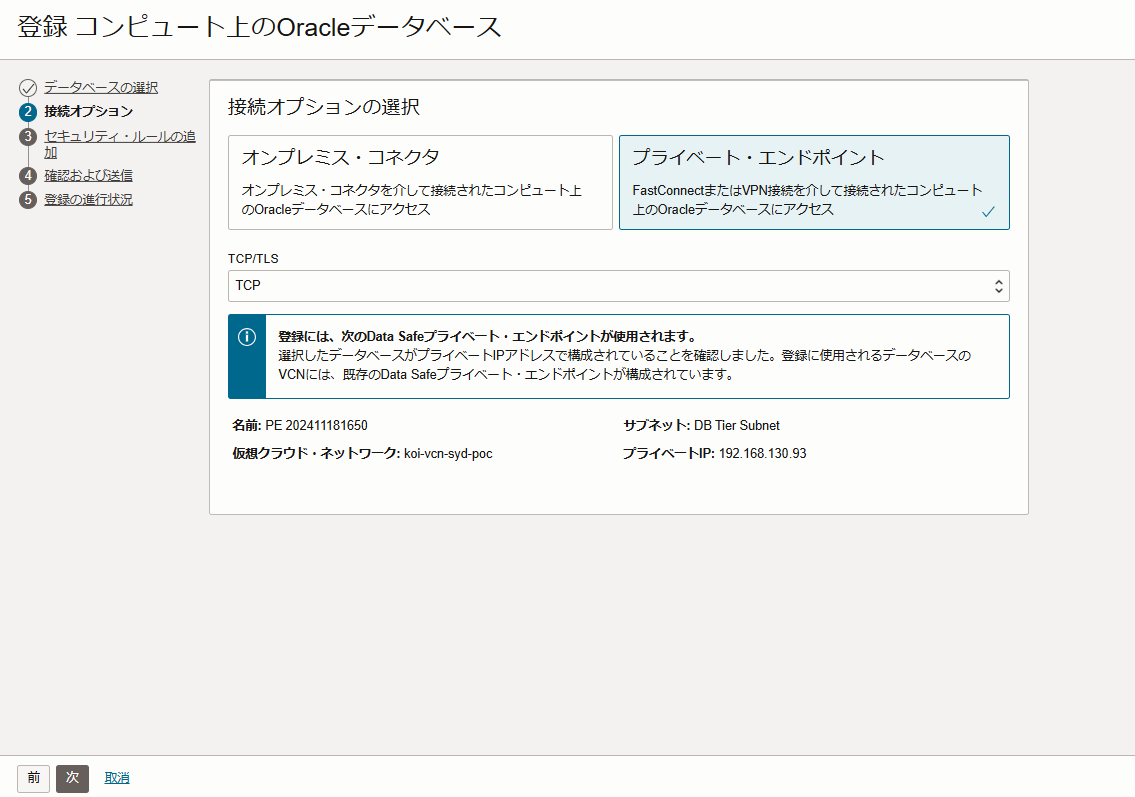 登録 コンピュート上のOracleデータベース
データベースの選択
2 接続オプション
3 セキュリティ・ルールの追
加
4 確認および送信
5 登録の進行状況
接続オプションの選択
オンプレミス・コネクタ
オンプレミス・コネクタを介して接続されたコンピュート上
のOracleデータベースにアクセス
プライベート・エンドポイント
FastConnectまたはVPN接続を介して接続されたコンピュート
上のOracleデータベースにアクセス
TCP/TLS
TCP
登録には、次のData Safeプライベート・エンドポイントが使用されます。
選択したデータベースがプライベートIPアドレスで構成されていることを確認しました。登録に使用されるデータベースの
VCNには、既存のData Safeプライベート・エンドポイントが構成されています。
名前: PE 202411181650
サブネット: DB Tier Subnet
仮想クラウド・ネットワーク: koi-vcn-syd-poc
プライベートIP: 192.168.130.93
前 次 取消